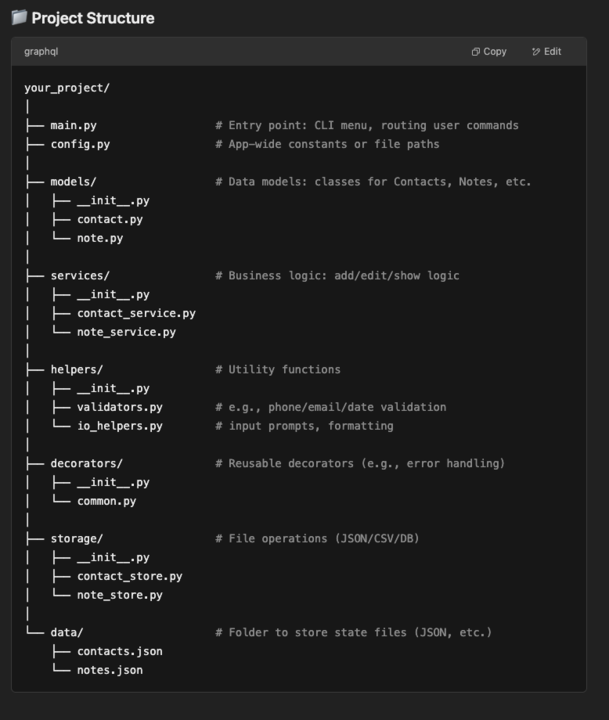 📁 Project Structure
graphql Copy Edit
your_project/
│
├── main.py                  # Entry point: CLI menu, routing user commands
├── config.py                # App-wide constants or file paths
│
├── models/                  # Data models: classes for Contacts, Notes, etc.
│   ├── __init__.py
│   ├── contact.py
│   └── note.py
│
├── services/                # Business logic: add/edit/show logic
│   ├── __init__.py
│   ├── contact_service.py
│   └── note_service.py
│
├── helpers/                 # Utility functions
│   ├── __init__.py
│   ├── validators.py        # e.g., phone/email/date validation
│   └── io_helpers.py        # input prompts, formatting
│
├── decorators/              # Reusable decorators (e.g., error handling)
│   ├── __init__.py
│   └── common.py
│
├── storage/                 # File operations (JSON/CSV/DB)
│   ├── __init__.py
│   ├── contact_store.py
│   └── note_store.py
│
└── data/                    # Folder to store state files (JSON, etc.)
    ├── contacts.json
    └── notes.json